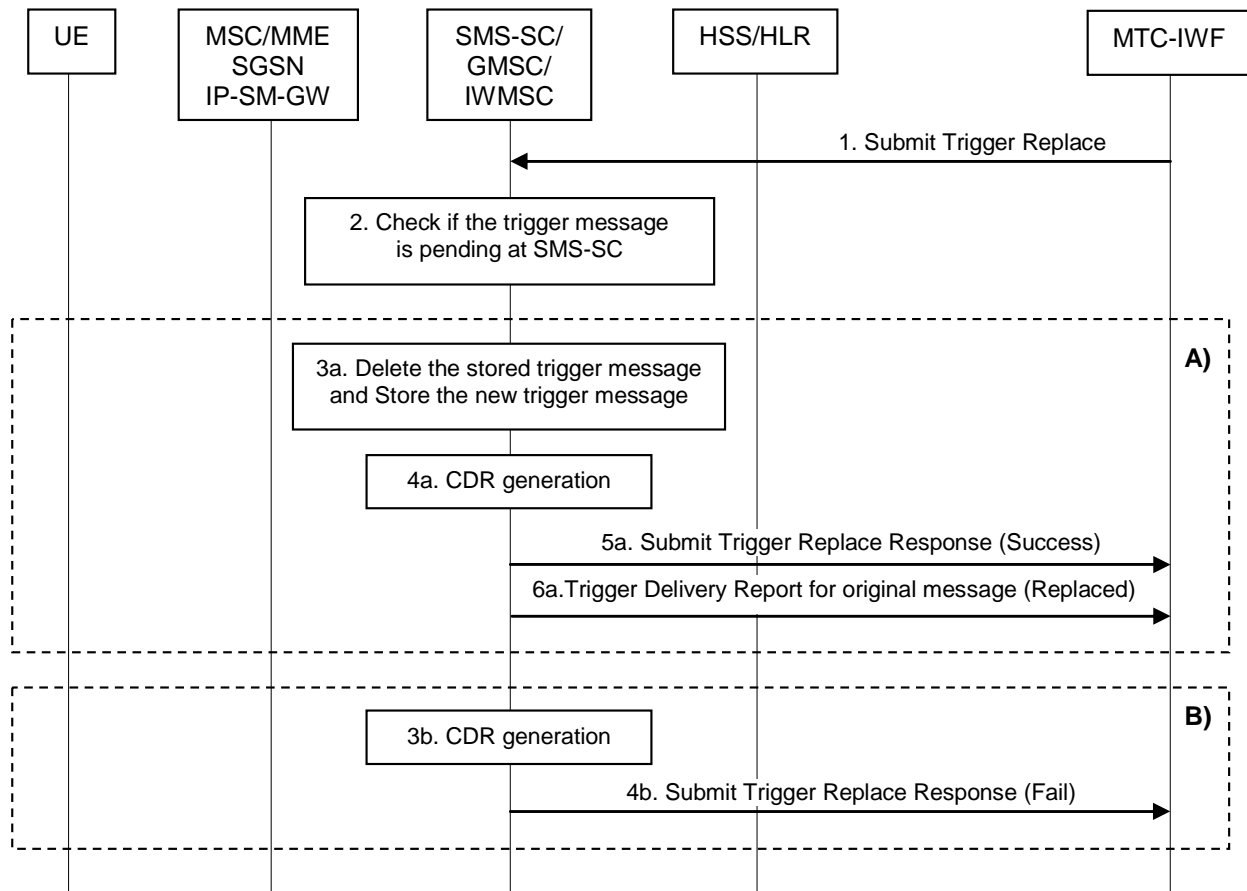 UE
MSC/MME
SGSN
IP-SM-GW
SMS-SC/
GMSC/
IWMSC
HSS/HLR
MTC-IWF
1. Submit Trigger Replace
2. Check if the trigger message
is pending at SMS-SC
A)
3a. Delete the stored trigger message
and Store the new trigger message
4a. CDR generation
5a. Submit Trigger Replace Response (Success)
6a.Trigger Delivery Report for original message (Replaced)
B)
3b. CDR generation
4b. Submit Trigger Replace Response (Fail)